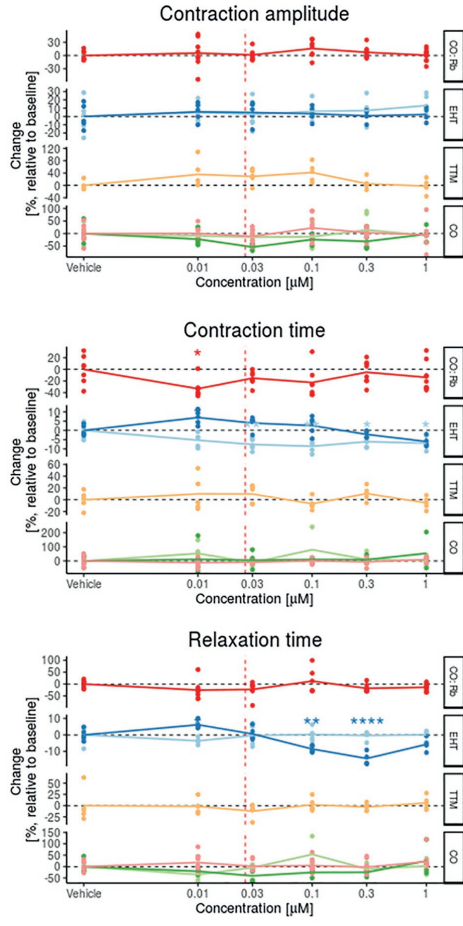 Contraction amplitude
Change
[%, relative to baseline]
30
0
-30
CO: Rb
30
20
10
0
-10
-20
EHT
120
80
40
0
-40
TTM
100
50
0
-50
CO
Vehicle 0.01 0.03 0.1 0.3 1
Concentration [µM]
Contraction time
Change
[%, relative to baseline]
20
0
-20
-40
*
CO: Rb
10
5
0
-5
-10
* ** * *
EHT
60
40
20
0
-20
TTM
200
100
0
CO
Vehicle 0.01 0.03 0.1 0.3 1
Concentration [µM]
Relaxation time
Change
[%, relative to baseline]
100
50
0
-50
CO: Rb
10
0
-10
** ****
EHT
50
25
0
-25
TTM
150
100
50
0
-50
CO
Vehicle 0.01 0.03 0.1 0.3 1
Concentration [µM]